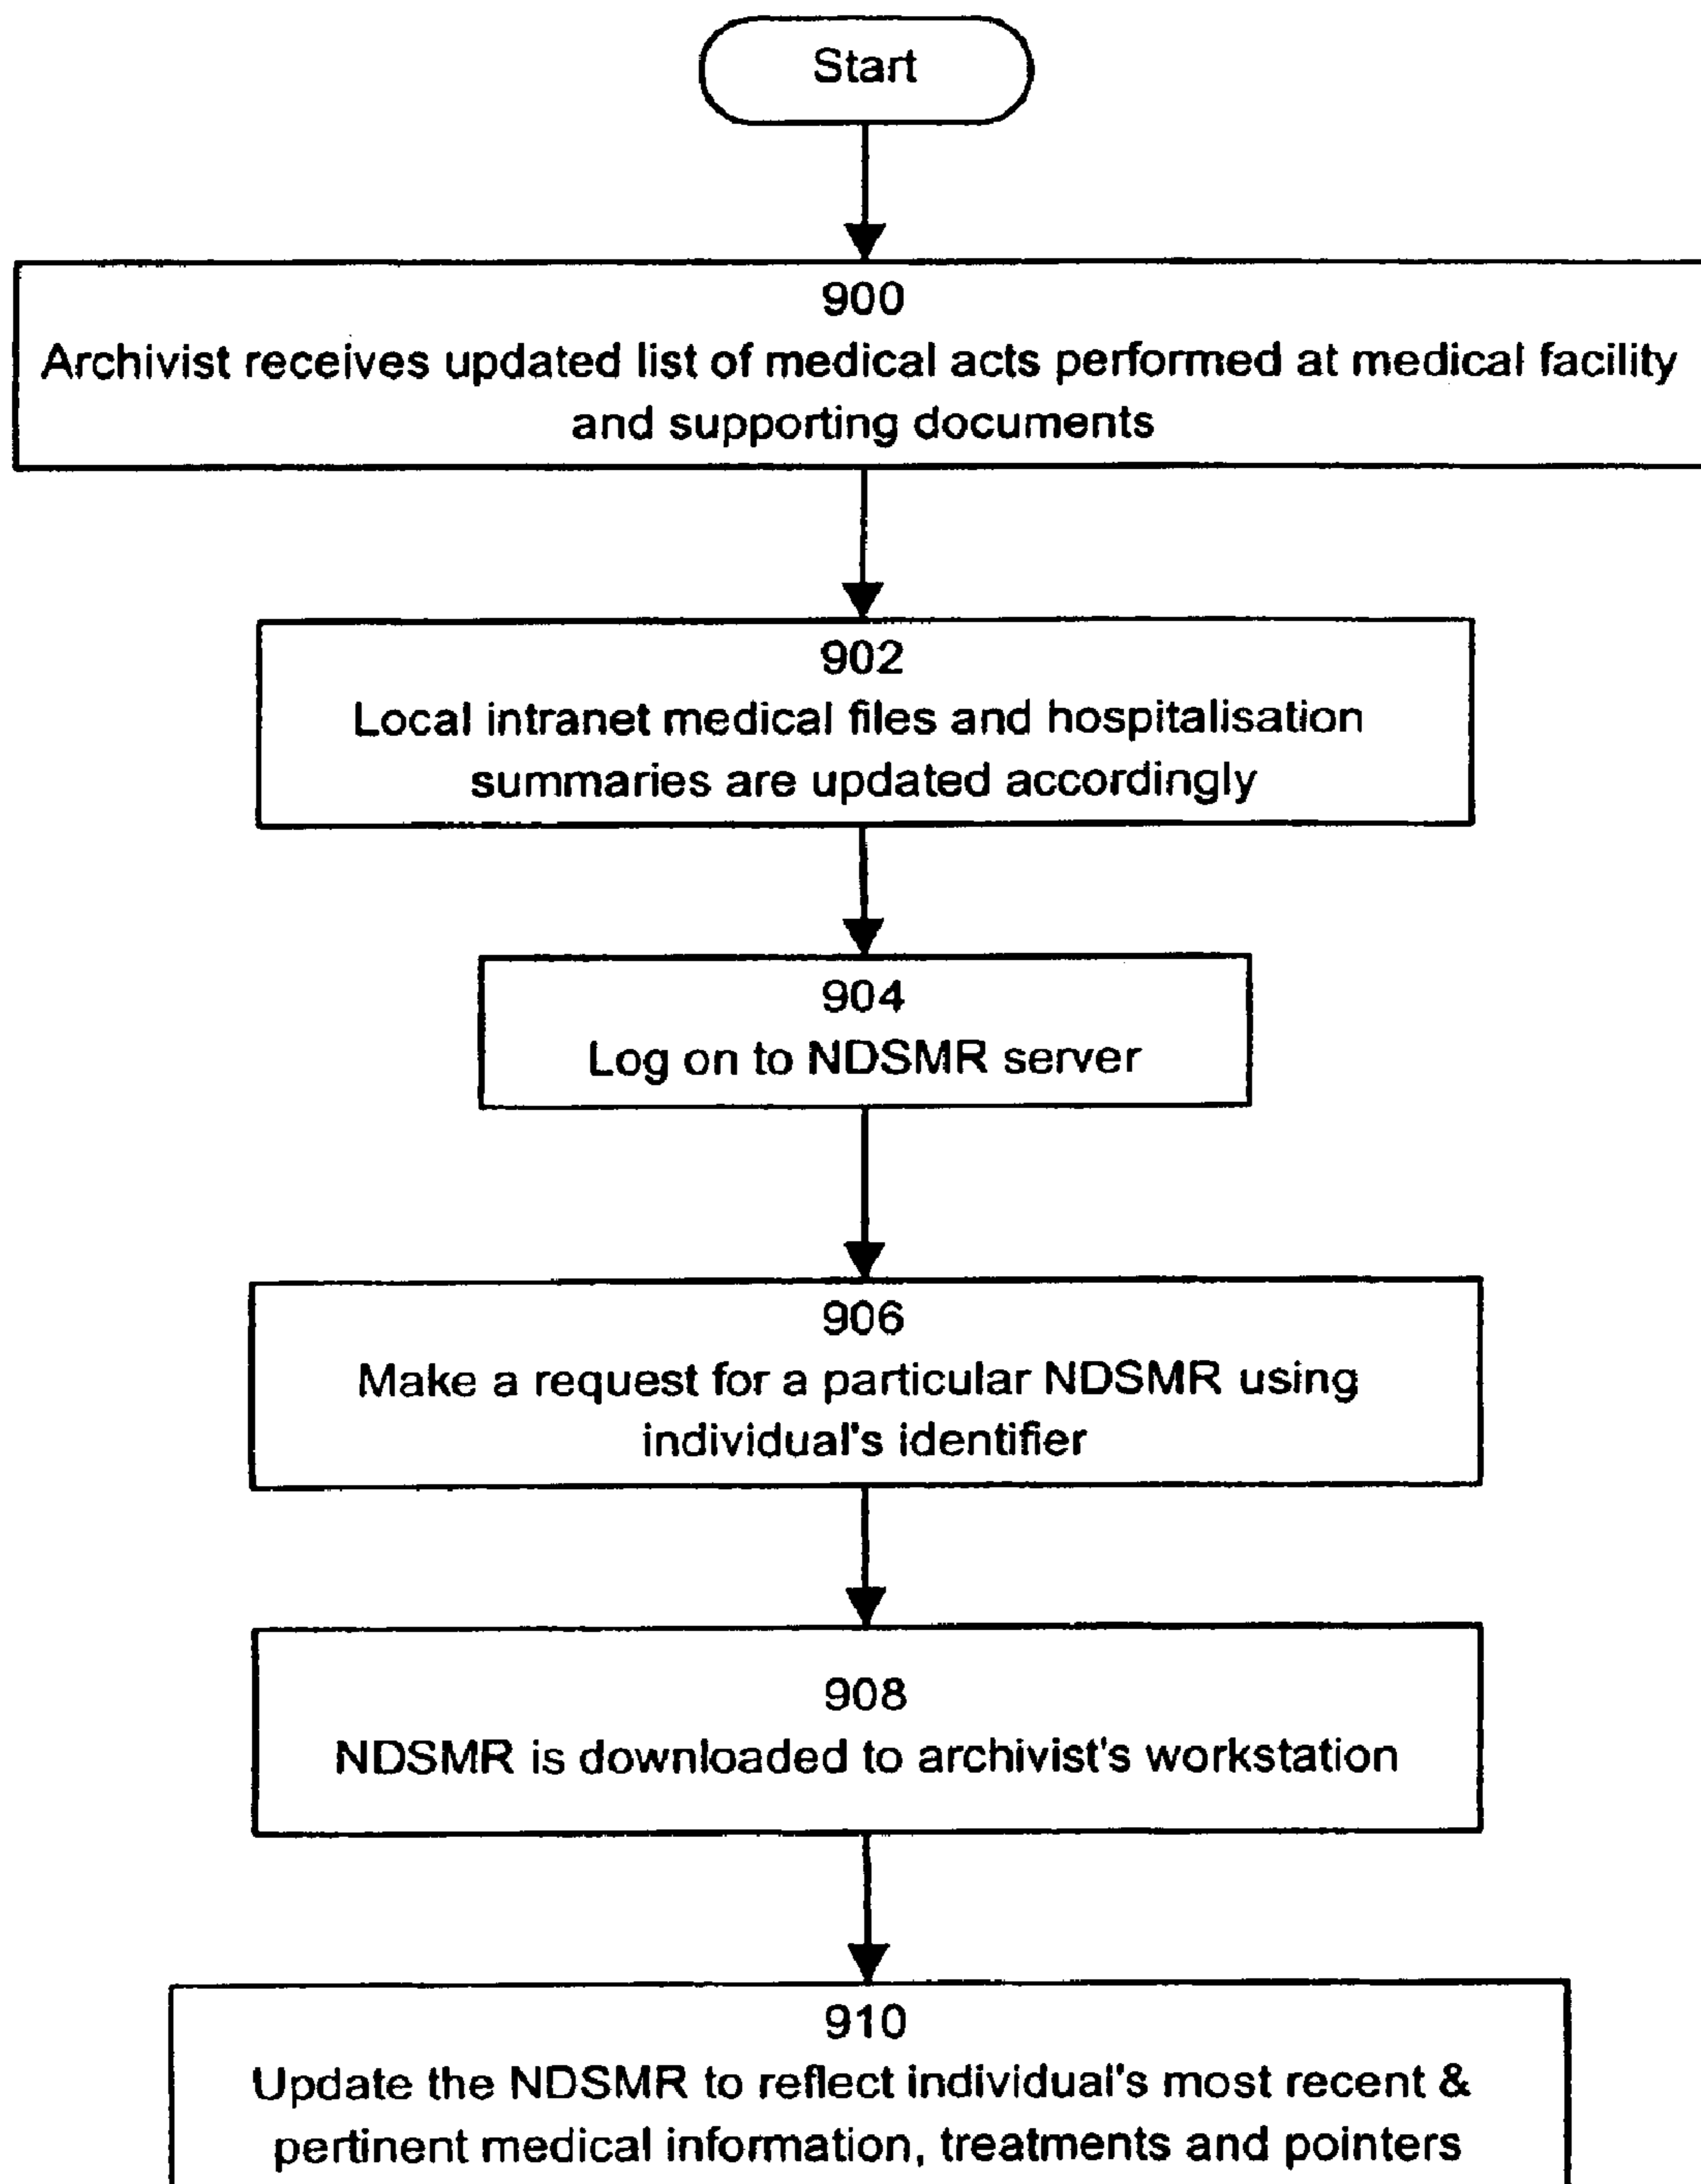 Start
900
Archivist receives updated list of medical acts performed at medical facility
and supporting documents
902
Local intranet medical files and hospitalisation
summaries are updated accordingly
904
Log on to NDSMR server
906
Make a request for a particular NDSMR using
individual's identifier
908
NDSMR is downloaded to archivist's workstation
910
Update the NDSMR to reflect individual's most recent &
pertinent medical information, treatments and pointers